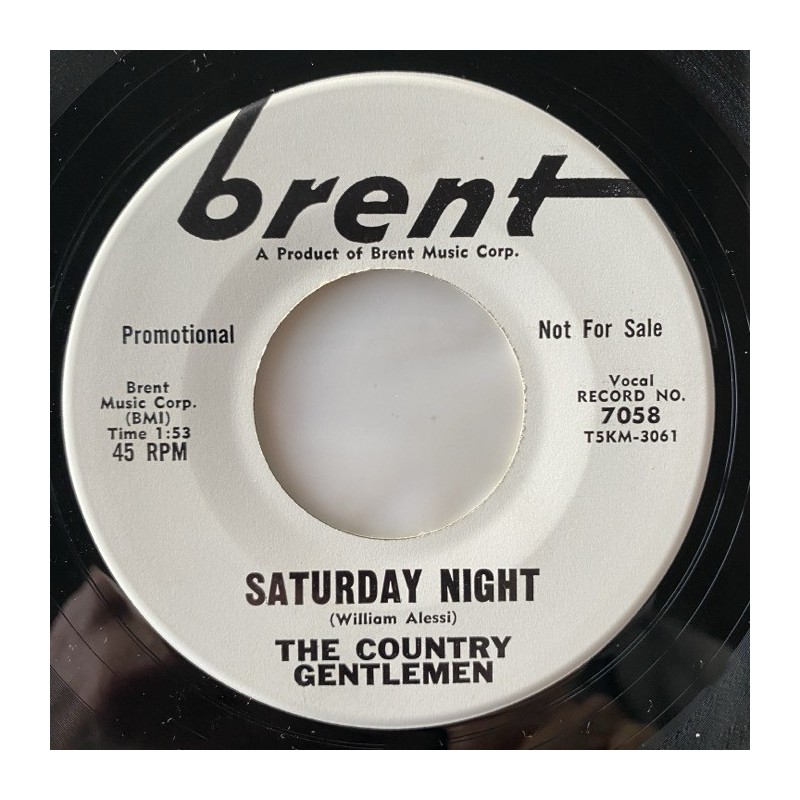 brent
A Product of Brent Music Corp.
Promotional
Not For Sale
Brent
Music Corp.
(BMI)
Time 1:53
45 RPM
Vocal
RECORD NO.
7058
T5KM-3061
SATURDAY NIGHT
(William Alessi)
THE COUNTRY
GENTLEMEN